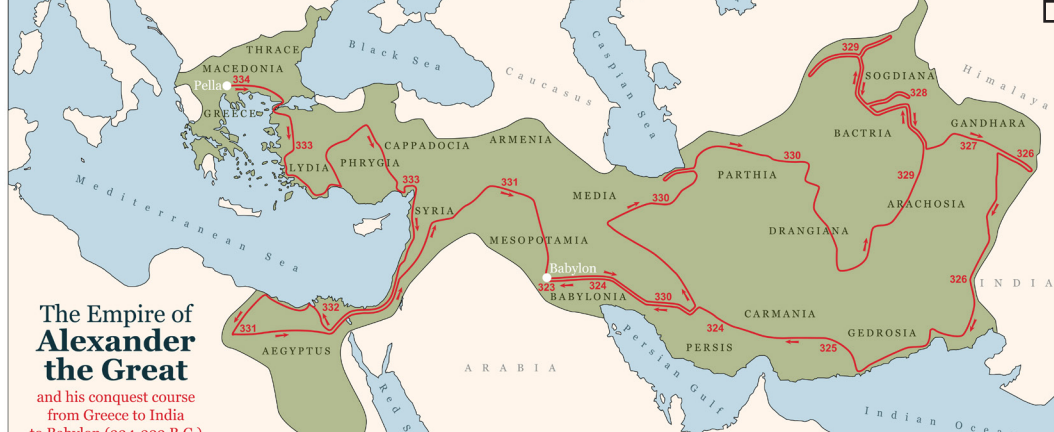 THRACE
Black Sea
MACEDONIA
Pella
334
GREECE
Caucasus
Caspian Sea
329
SOGDIANA
Himalaya
328
BACTRIA
GANDHARA
327
326
333
LYDIA
PHRYGIA
CAPPADOCIA
ARMENIA
333
331
SYRIA
MEDIA
330
PARTHIA
330
329
ARACHOSIA
DRANGIANA
Mediterranean Sea
MESOPOTAMIA
Babylon
323
324
BABYLONIA
330
326
INDIA
332
331
AEGYPTUS
324
CARMANIA
GEDROSIA
325
PERSIS
Persian Gulf
ARABIA
Red S
Indian Oce
The Empire of
Alexander
the Great
and his conquest course
from Greece to India
to Babylon